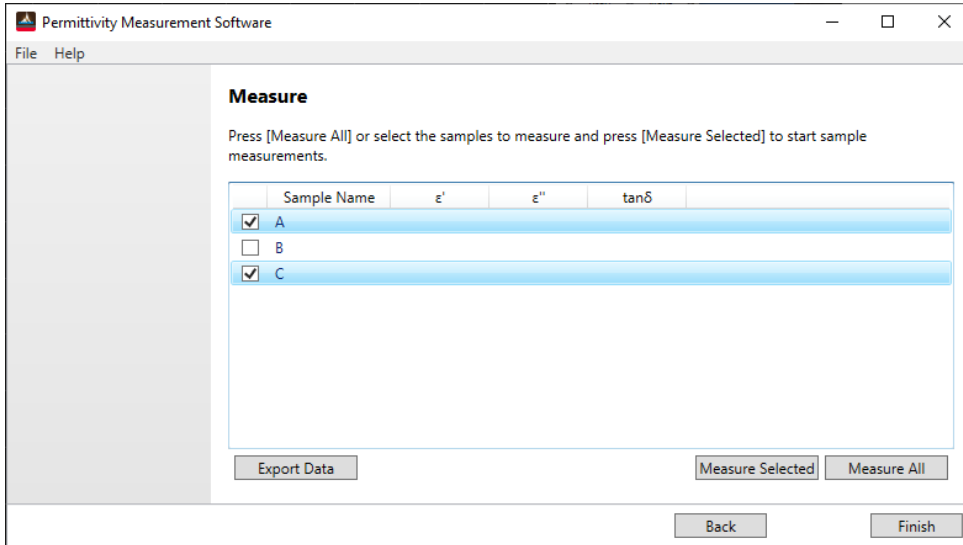 Permittivity Measurement Software
File Help
Measure
Press [Measure All] or select the samples to measure and press [Measure Selected] to start sample
measurements.
Sample Name ε' ε" tanδ
A
B
C
Export Data Measure Selected Measure All
Back Finish